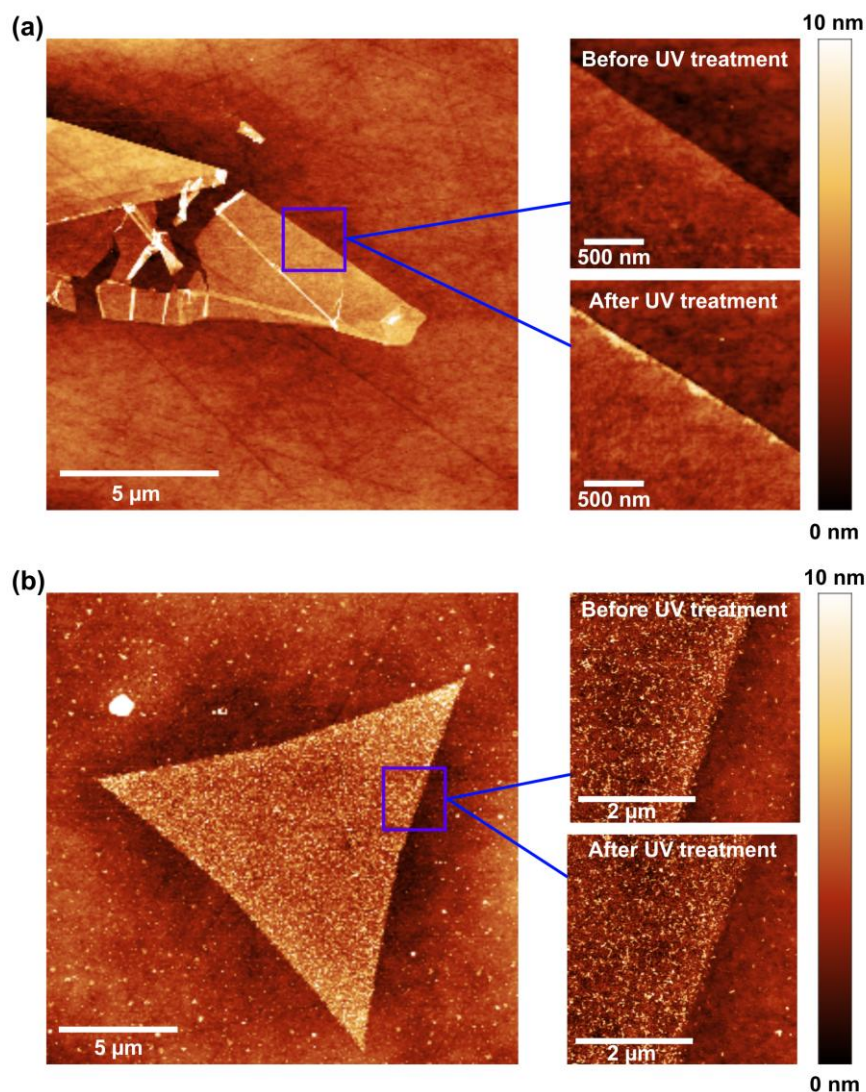 (a)
10 nm
Before UV treatment
500 nm
After UV treatment
500 nm
5 µm
0 nm
(b)
10 nm
Before UV treatment
2 µm
After UV treatment
2 µm
5 µm
0 nm